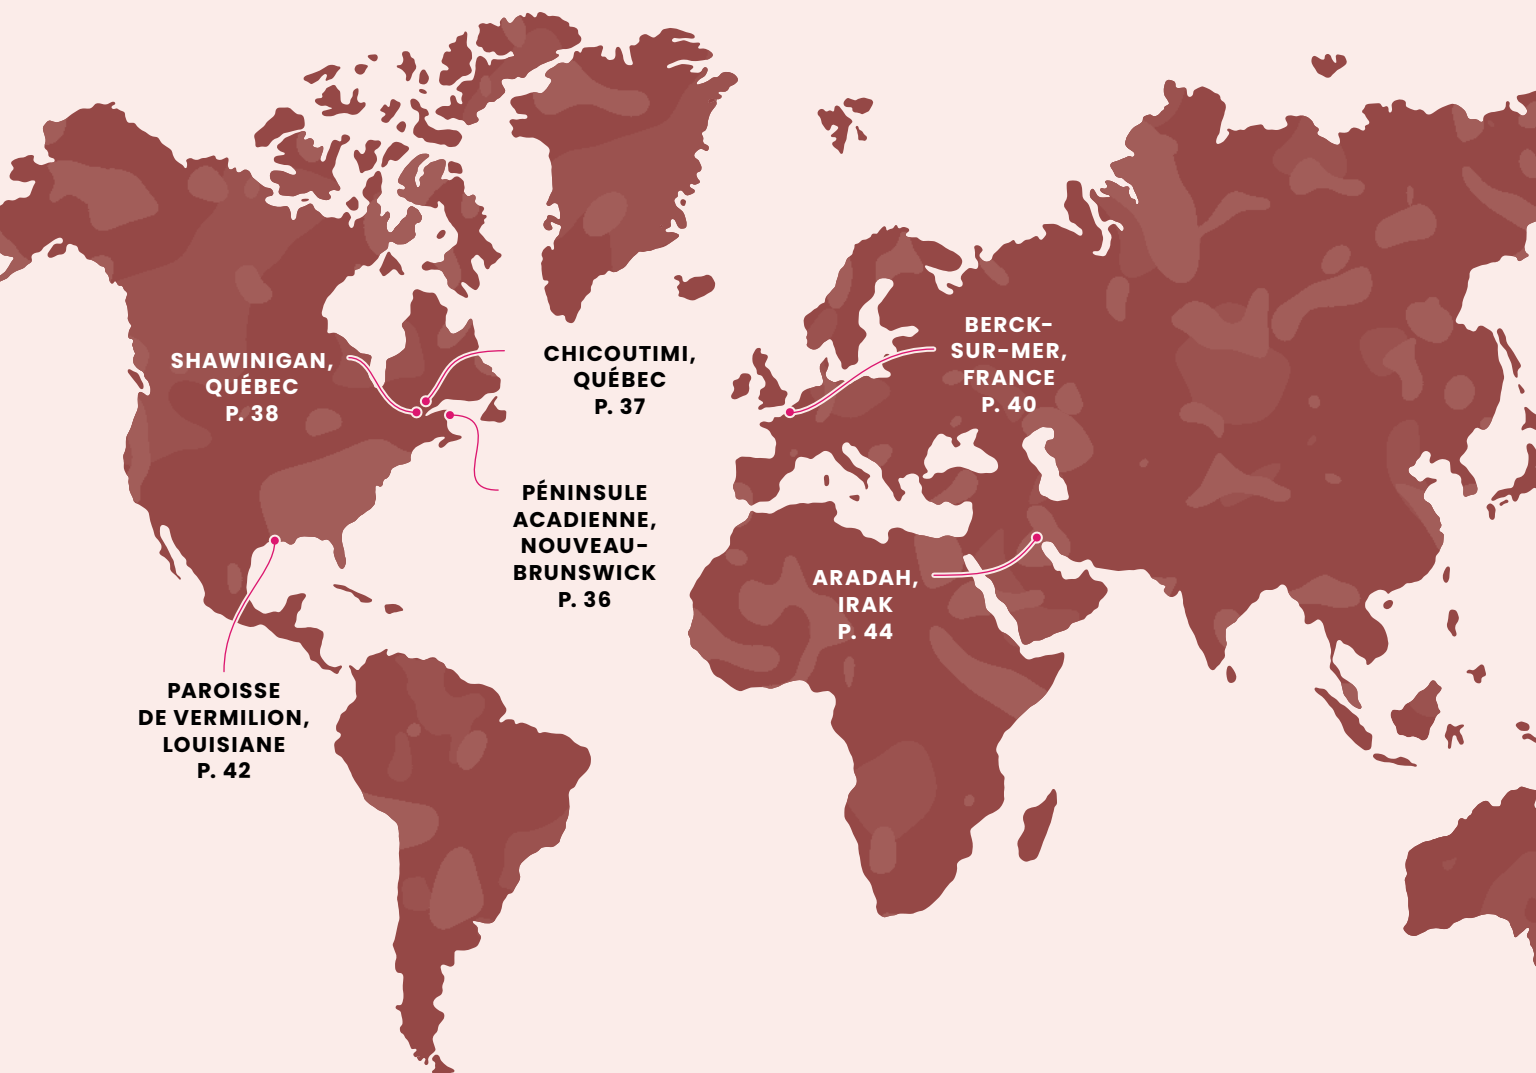 BERCK-
SUR-MER,
FRANCE
P. 40
SHAWINIGAN,
QUÉBEC
P. 38
CHICOUTIMI,
QUÉBEC
P. 37
PÉNINSULE
ACADIENNE,
NOUVEAU-
BRUNSWICK
P. 36
ARADAH,
IRAK
P. 44
PAROISSE
DE VERMILION,
LOUISIANE
P. 42